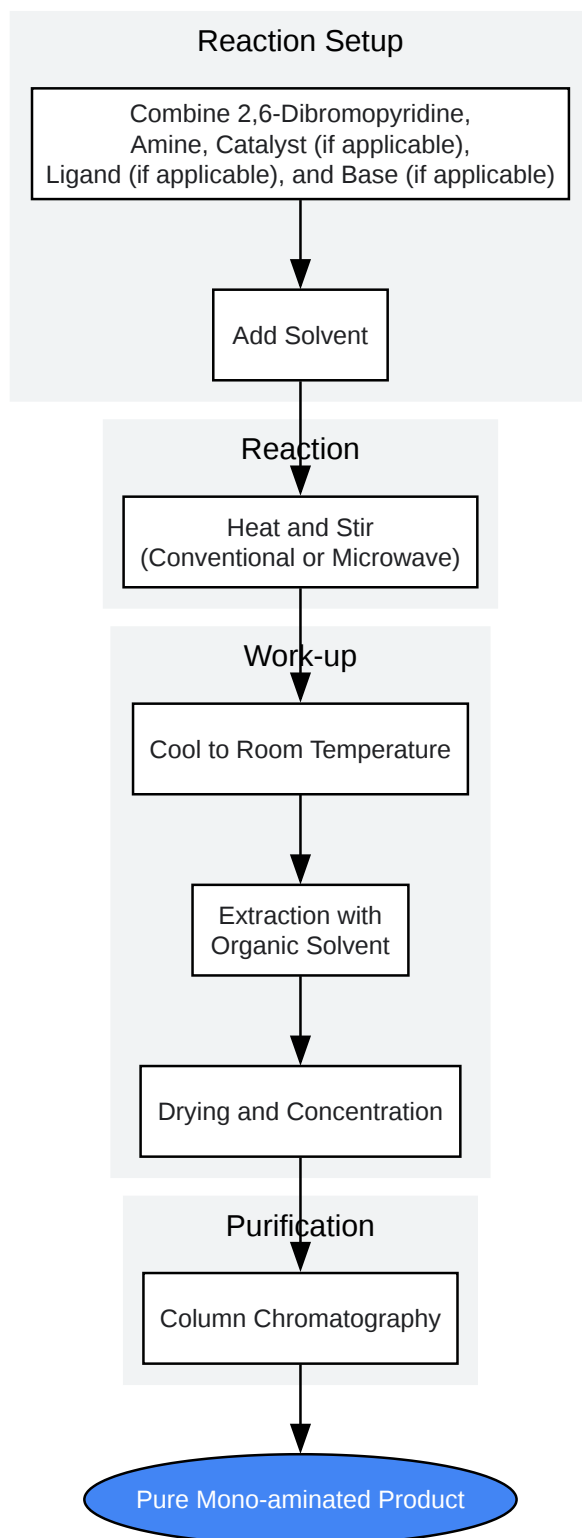 Reaction Setup
Combine 2,6-Dibromopyridine,
Amine, Catalyst (if applicable),
Ligand (if applicable), and Base (if applicable)
Add Solvent
Reaction
Heat and Stir
(Conventional or Microwave)
Work-up
Cool to Room Temperature
Extraction with
Organic Solvent
Drying and Concentration
Purification
Column Chromatography
Pure Mono-aminated Product